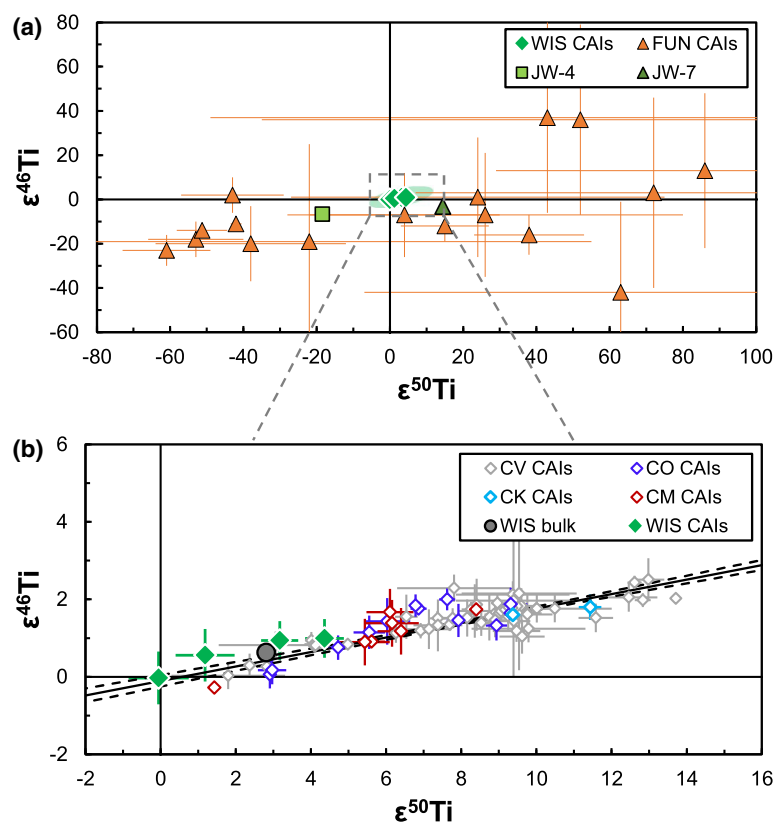 (a)
80
60
40
20
0
-20
-40
-60
ε⁴⁶Ti
WIS CAIs FUN CAIs
JW-4 JW-7
-80 -60 -40 -20 0 20 40 60 80 100
ε⁵⁰Ti
(b)
6
4
2
0
-2
ε⁴⁶Ti
CV CAIs CO CAIs
CK CAIs CM CAIs
WIS bulk WIS CAIs
-2 0 2 4 6 8 10 12 14 16
ε⁵⁰Ti